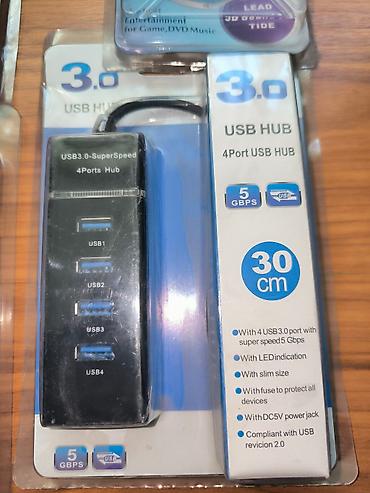 Entertainment
for Game, DVD Music
LEAD
TIDE
3.0
USB HUB
USB3.0-SuperSpeed
4Ports Hub
USB1
USB2
USB3
USB4
5
GBPS
3.0
USB HUB
4Port USB HUB
5
GBPS
30
cm
With 4 USB3.0 port with
super speed 5 Gbps
With LED indication
With slim size
With fuse to protect all
devices
With DC5V power jack
Compliant with USB
revicion 2.0